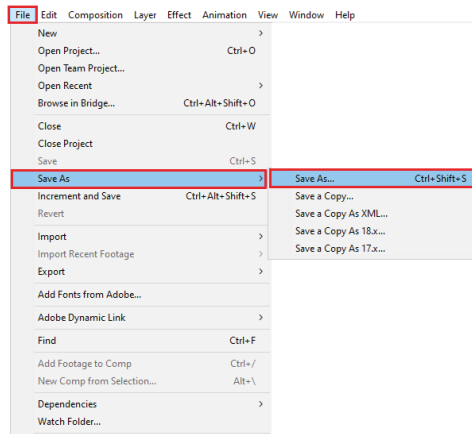 File Edit Composition Layer Effect Animation View Window Help
New >
Open Project... Ctrl+O
Open Team Project...
Open Recent >
Browse in Bridge... Ctrl+Alt+Shift+O
Close Ctrl+W
Close Project
Save Ctrl+S
Save As > Save As... Ctrl+Shift+S
Increment and Save Ctrl+Alt+Shift+S Save a Copy...
Revert Save a Copy As XML...
Save a Copy As 18.x...
Import > Save a Copy As 17.x...
Import Recent Footage >
Export >
Add Fonts from Adobe...
Adobe Dynamic Link >
Find Ctrl+F
Add Footage to Comp Ctrl+/
New Comp from Selection... Alt+\
Dependencies >
Watch Folder...